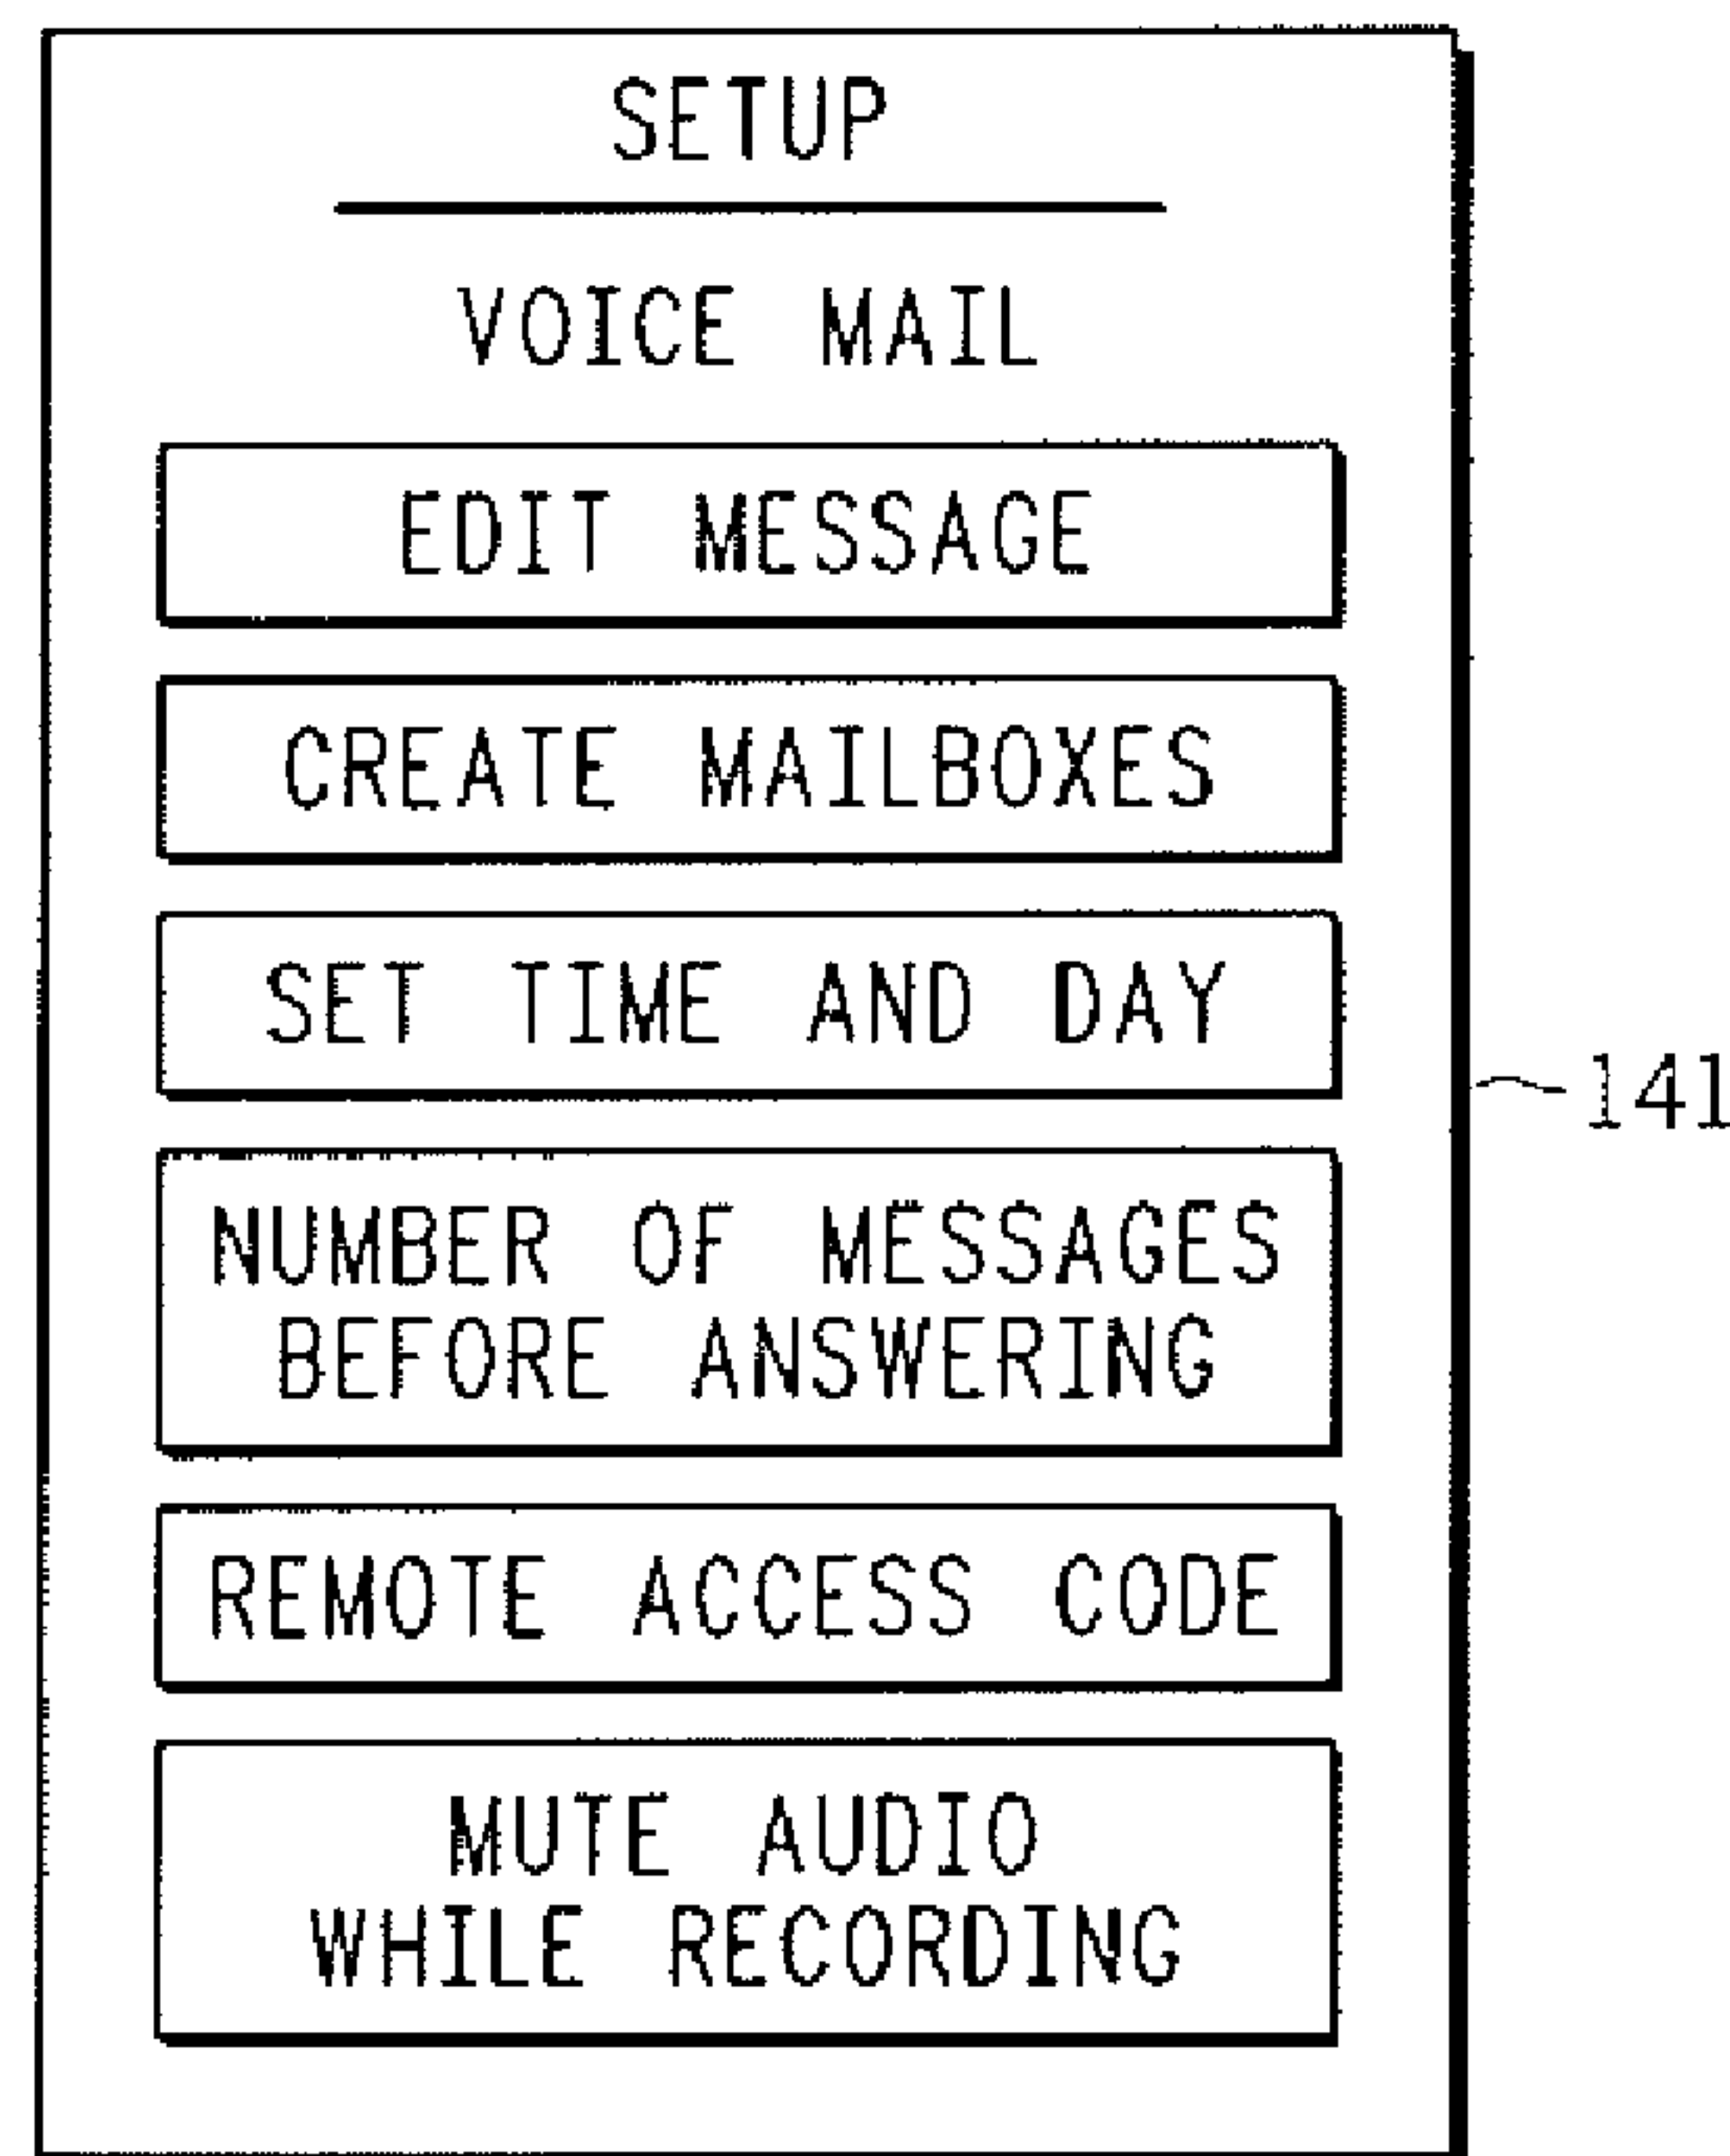 SETUP
VOICE MAIL
EDIT MESSAGE
CREATE MAILBOXES
SET TIME AND DAY
141
NUMBER OF MESSAGES
BEFORE ANSWERING
REMOTE ACCESS CODE
MUTE AUDIO
WHILE RECORDING